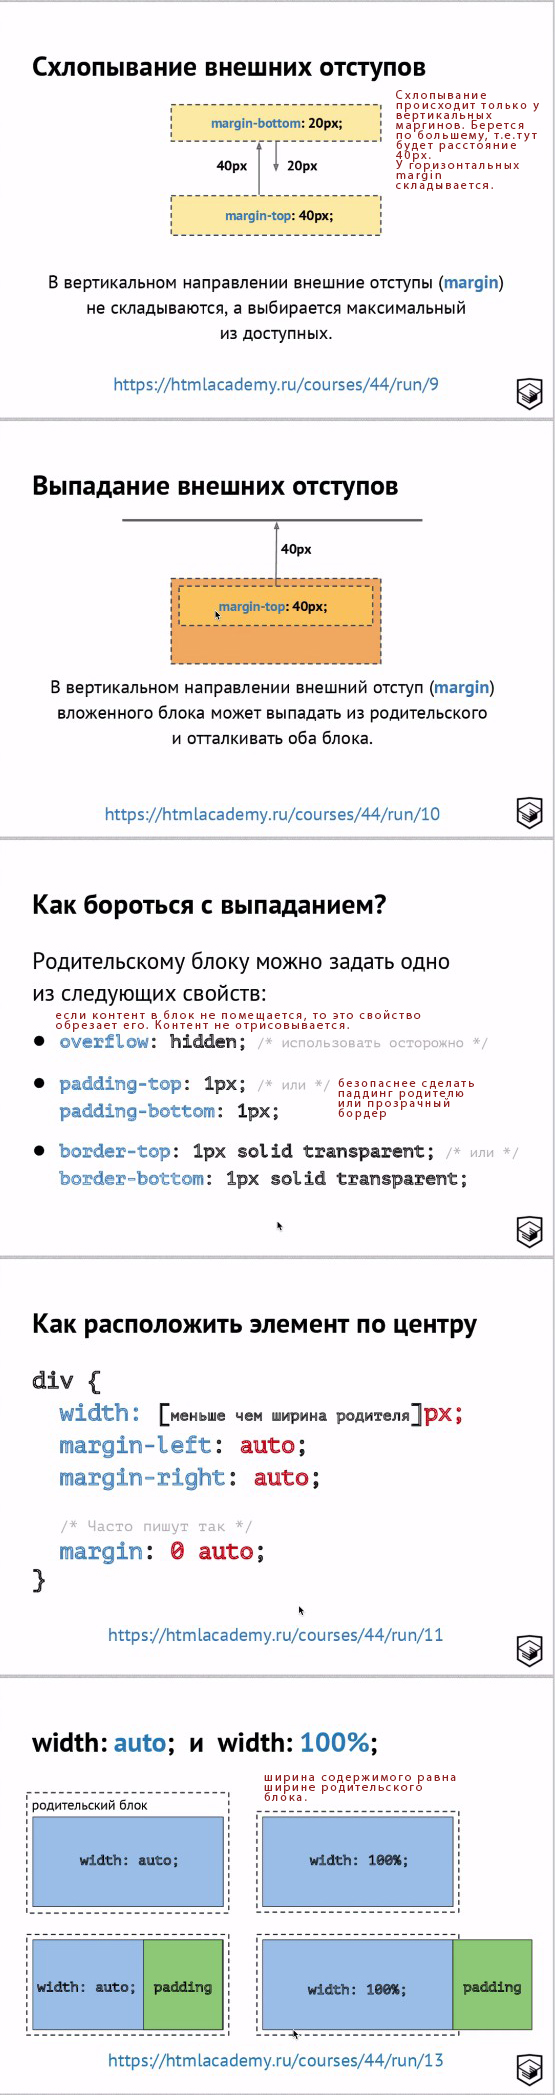 Схлопывание внешних отступов
Схлопывание
происходит только у
вертикальных
маргинов. Берется
по большему, т.е.тут
будет расстояние
40px.
У горизонтальных
margin
складывается.
margin-bottom: 20px;
40px 20px
margin-top: 40px;
В вертикальном направлении внешние отступы (margin)
не складываются, а выбирается максимальный
из доступных.
https://htmlacademy.ru/courses/44/run/9
Выпадание внешних отступов
40px
margin-top: 40px;
В вертикальном направлении внешний отступ (margin)
вложенного блока может выпадать из родительского
и отталкивать оба блока.
https://htmlacademy.ru/courses/44/run/10
Как бороться с выпаданием?
Родительскому блоку можно задать одно
из следующих свойств:
если контент в блок не помещается, то это свойство
обрезает его. Контент не отрисовывается.
● overflow: hidden; /* использовать осторожно */
● padding-top: 1px; /* или */
padding-bottom: 1px;
безопаснее сделать
паддинг родителю
или прозрачный
бордер
● border-top: 1px solid transparent; /* или */
border-bottom: 1px solid transparent;
Как расположить элемент по центру
div {
width: [меньше чем ширина родителя]px;
margin-left: auto;
margin-right: auto;
/* Часто пишут так */
margin: 0 auto;
}
https://htmlacademy.ru/courses/44/run/11
width: auto; и width: 100%;
ширина содержимого равна
ширине родительского
блока.
родительский блок
width: auto; width: 100%;
width: auto; padding width: 100%; padding
https://htmlacademy.ru/courses/44/run/13